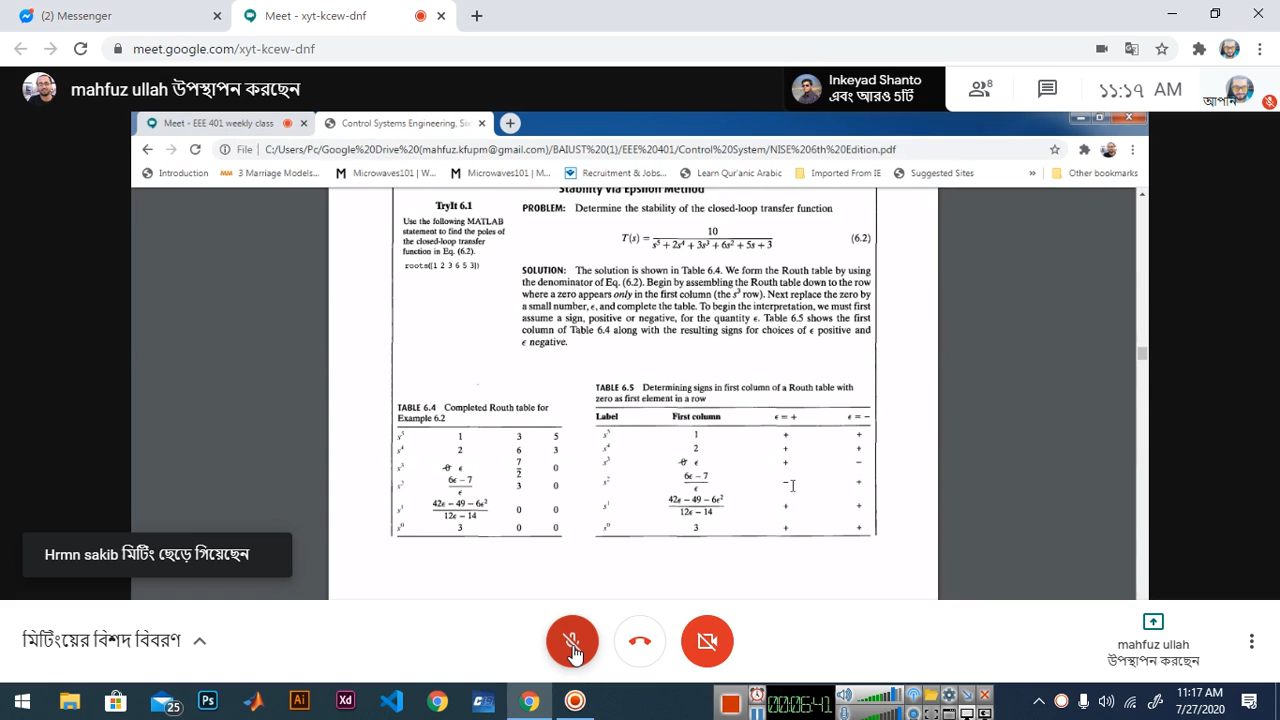 (2) Messenger
Meet - xyt-kcew-dnf
meet.google.com/xyt-kcew-dnf
mahfuz ullah উপস্থাপন করছেন
Inkeyad Shanto
এবং আরও 5টি
8
১১:১৭ AM
আপনি
Meet - EEE 401 weekly class
Control Systems Engineering, Six
File C:/Users/Pc/Google%20Drive%20(mahfuz.kfupm@gmail.com)/BAIUST%20(1)/EEE%20401/Control%20System/NISE%206th%20Edition.pdf
Introduction
3 Marriage Models...
Microwaves101 | W...
Microwaves101 | M...
Recruitment & Jobs...
Learn Qur'anic Arabic
Imported From IE
Suggested Sites
»
Other bookmarks
Stability via Epsilon Method
TryIt 6.1
Use the following MATLAB
statement to find the poles of
the closed-loop transfer
function in Eq. (6.2).
roots([1 2 3 6 5 3])
PROBLEM: Determine the stability of the closed-loop transfer function
T(s) = 10 / (s⁵ + 2s⁴ + 3s³ + 6s² + 5s + 3) (6.2)
SOLUTION: The solution is shown in Table 6.4. We form the Routh table by using
the denominator of Eq. (6.2). Begin by assembling the Routh table down to the row
where a zero appears only in the first column (the s³ row). Next replace the zero by
a small number, ϵ, and complete the table. To begin the interpretation, we must first
assume a sign, positive or negative, for the quantity ϵ. Table 6.5 shows the first
column of Table 6.4 along with the resulting signs for choices of ϵ positive and
ϵ negative.
TABLE 6.4 Completed Routh table for
Example 6.2
s⁵ 1 3 5
s⁴ 2 6 3
s³ 0 ϵ 7/2 0
s² (6ϵ − 7)/ϵ 3 0
s¹ (42ϵ − 49 − 6ϵ²)/(12ϵ − 14) 0 0
s⁰ 3 0 0
TABLE 6.5 Determining signs in first column of a Routh table with
zero as first element in a row
Label First column ϵ = + ϵ = −
s⁵ 1 + +
s⁴ 2 + +
s³ 0 ϵ + −
s² (6ϵ − 7)/ϵ − +
s¹ (42ϵ − 49 − 6ϵ²)/(12ϵ − 14) + +
s⁰ 3 + +
Hrmn sakib মিটিং ছেড়ে গিয়েছেন
মিটিংয়ের বিশদ বিবরণ
mahfuz ullah
উপস্থাপন করছেন
25
Ps
Ai
Xd
00:06:41
11:17 AM
7/27/2020